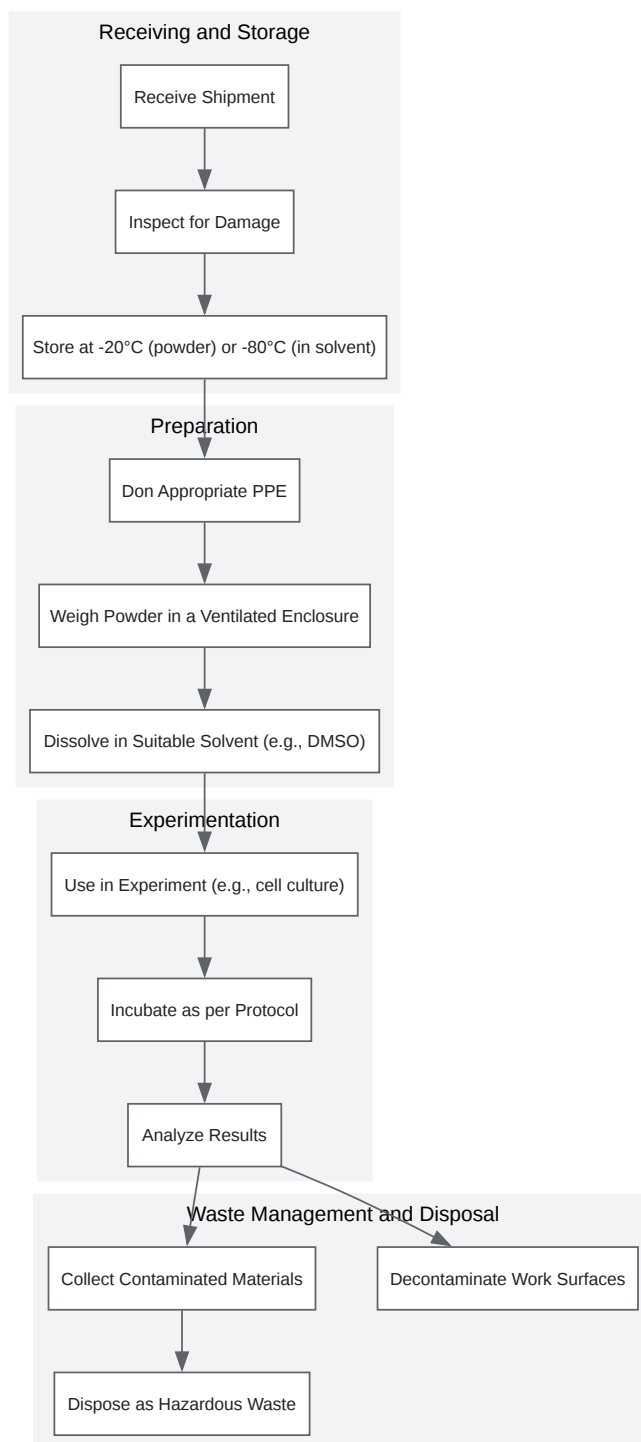 Receiving and Storage
Receive Shipment
Inspect for Damage
Store at -20°C (powder) or -80°C (in solvent)
Preparation
Don Appropriate PPE
Weigh Powder in a Ventilated Enclosure
Dissolve in Suitable Solvent (e.g., DMSO)
Experimentation
Use in Experiment (e.g., cell culture)
Incubate as per Protocol
Analyze Results
Waste Management and Disposal
Collect Contaminated Materials
Decontaminate Work Surfaces
Dispose as Hazardous Waste